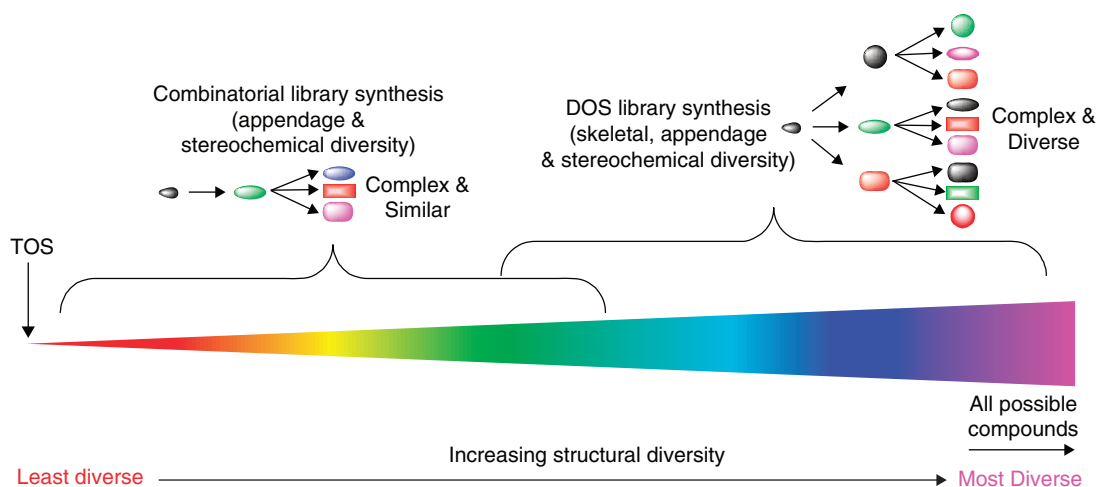 Combinatorial library synthesis
(appendage &
stereochemical diversity)
Complex &
Similar
DOS library synthesis
(skeletal, appendage
& stereochemical diversity)
Complex &
Diverse
TOS
All possible
compounds
Increasing structural diversity
Least diverse
Most Diverse